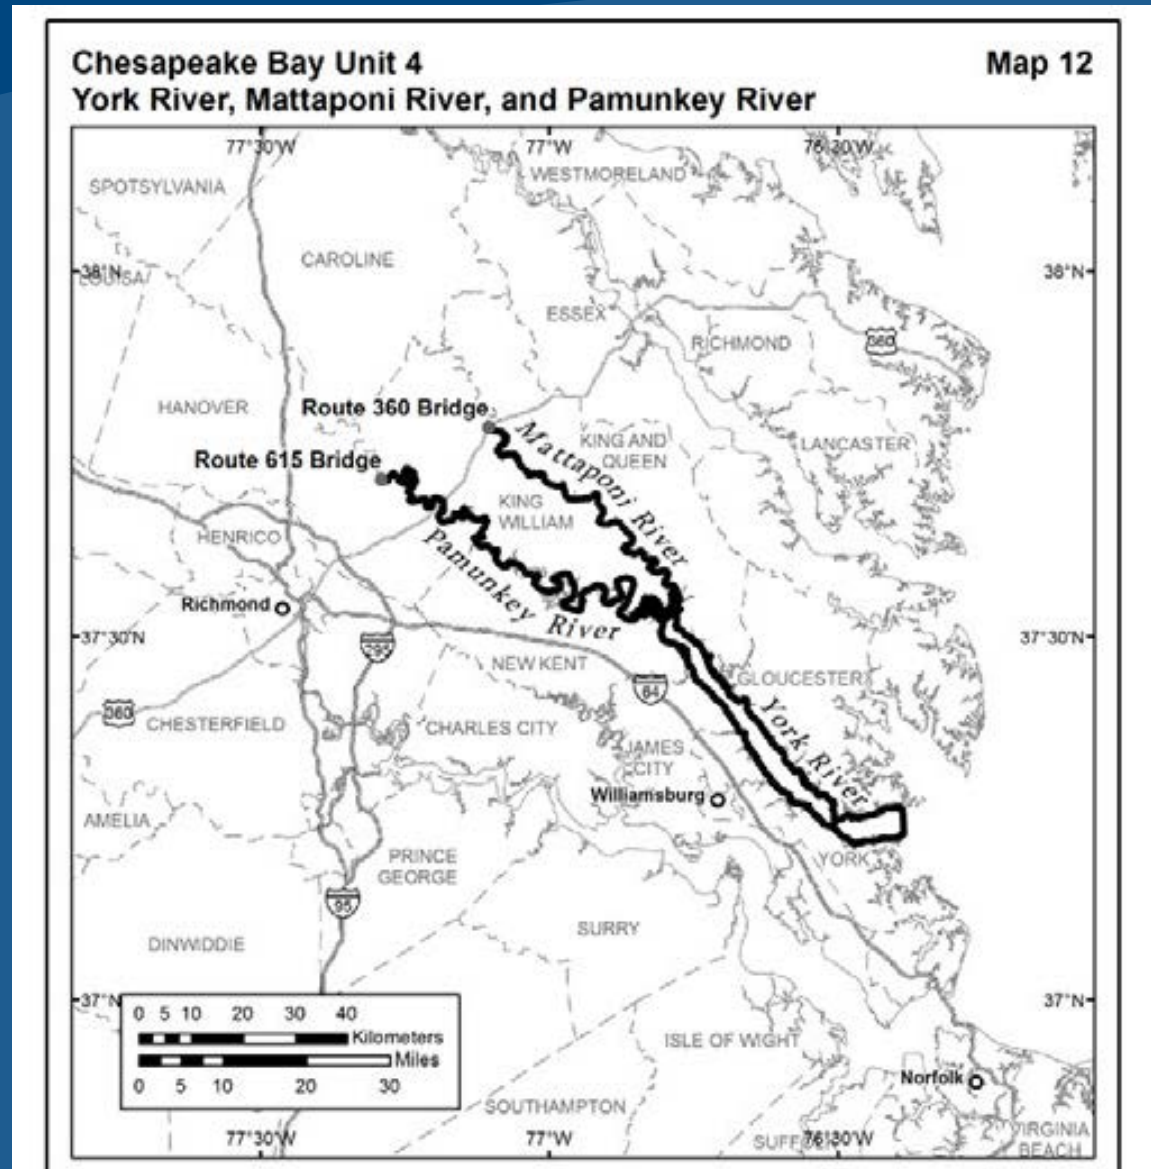 Chesapeake Bay Unit 4
Map 12
York River, Mattaponi River, and Pamunkey River
77°30'W
77°W
76°30'W
SPOTSYLVANIA
WESTMORELAND
CAROLINE
38°N
LOUISA
38°N
ESSEX
RICHMOND
360
HANOVER
Route 360 Bridge
Mattaponi River
KING AND
QUEEN
LANCASTER
Route 615 Bridge
KING
WILLIAM
HENRICO
Pamunkey River
Richmond
37°30'N
37°30'N
295
NEW KENT
64
GLOUCESTER
York River
360
CHESTERFIELD
CHARLES CITY
JAMES
CITY
Williamsburg
AMELIA
PRINCE
GEORGE
YORK
95
DINWIDDIE
SURRY
37°N
37°N
0 5 10 20 30 40
Kilometers
Miles
0 5 10 20 30
ISLE OF WIGHT
Norfolk
SOUTHAMPTON
VIRGINIA
BEACH
77°30'W
77°W
76°30'W